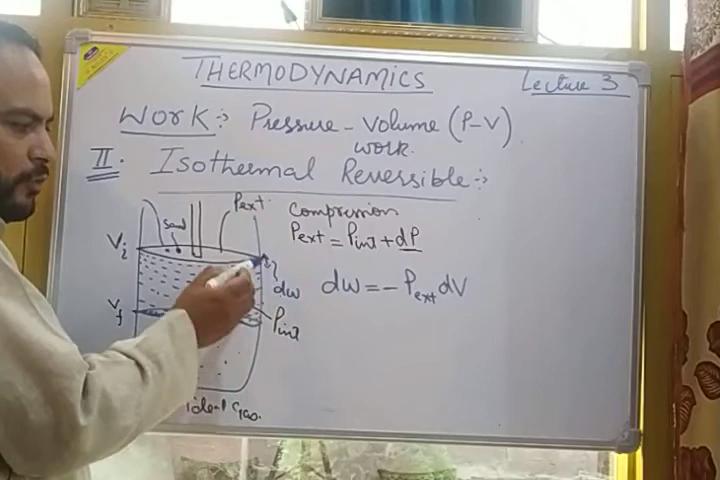 THERMODYNAMICS
Lecture 3
Work:- Pressure - Volume (P-V)
work.
II. Isothermal Reversible:-
Pext.
Sand
Compression
Pext = Pint + dP
Vi
dw
dw = - Pext dV
Vf
Pint
ideal Gas.